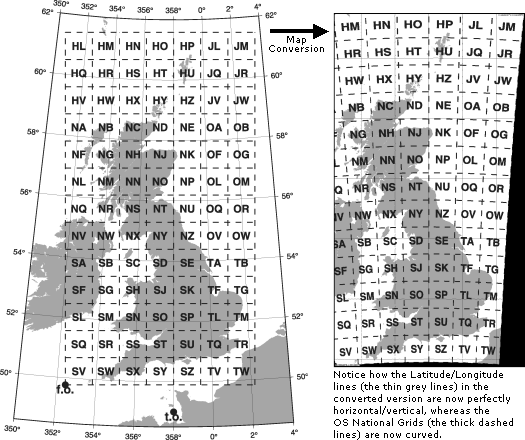 352° 354° 356° 358° 0° 2° 4°
62° 62°
HL HM HN HO HP JL JM
60° HQ HR HS HT HU JQ JR 60°
HV HW HX HY HZ JV JW
58° NA NB NC ND NE OA OB 58°
NF NG NH NJ NK OF OG
NL NM NN NO NP OL OM
56° NQ NR NS NT NU OQ OR 56°
NV NW NX NY NZ OV OW
54° SA SB SC SD SE TA TB 54°
SF SG SH SJ SK TF TG
52° SL SM SN SO SP TL TM 52°
SQ SR SS ST SU TQ TR
50° SV SW SX SY SZ TV TW 50°
f.o. t.o.
350° 352° 354° 356° 358° 0° 2° 4°
Map
Conversion
HM HN HO HP JL JM
HR HS HT HU JQ JR
HW HX HY HZ JV JW
NB NC ND NE OA OB
NG NH NJ NK OF OG
NL NM NN NO NP OL OM
NQ NR NS NT NU OQ OR
NV NW NX NY NZ OV OW
SA SB SC SD SE TA TB
SF SG SH SJ SK TF TG
SL SM SN SO SP TL TM
SQ SR SS ST SU TQ TR
SV SW SX SY SZ TV TW
Notice how the Latitude/Longitude
lines (the thin grey lines) in the
converted version are now perfectly
horizontal/vertical, whereas the
OS National Grids (the thick dashed
lines) are now curved.